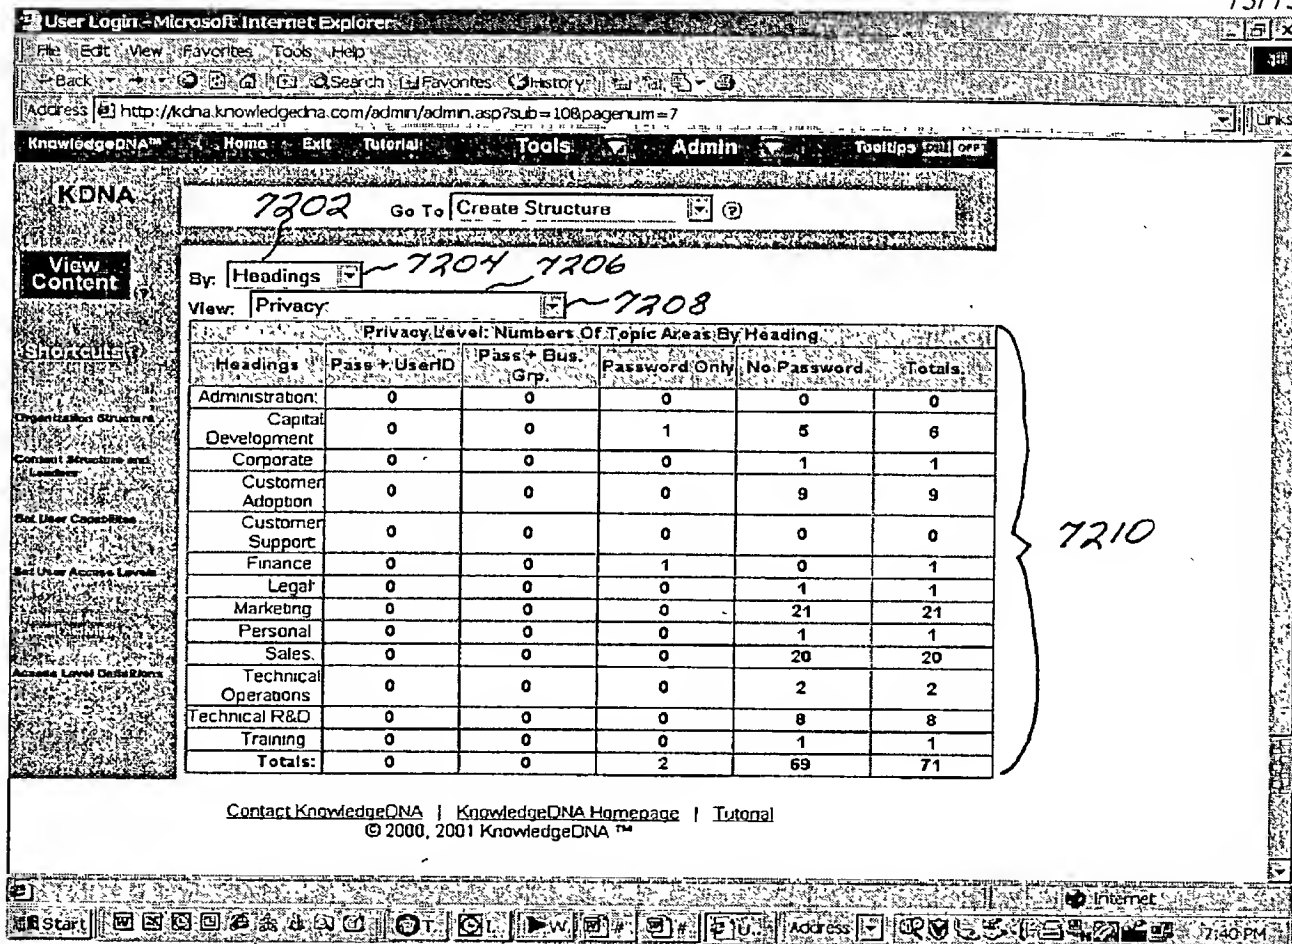 User Login - Microsoft Internet Explorer
File Edit View Favorites Tools Help
Back Search Favorites History
Address http://kdna.knowledgedna.com/admin/admin.asp?sub=10&pagenum=7 Links
KnowledgeDNA™ Home Exit Tutorial Tools Admin Tooltips OFF
KDNA
7202 Go To Create Structure ?
View Content
By: Headings 7204 7206
View: Privacy 7208
Shortcuts
Organization Structure
Content Structure and Leaders
Set User Capabilities
Set User Access Levels
Access Level Definitions
Privacy Level: Numbers Of Topic Areas By Heading
Headings Pass + UserID Pass + Bus. Grp. Password Only No Password Totals
Administration: 0 0 0 0 0
Capital Development 0 0 1 5 6
Corporate 0 0 0 1 1
Customer Adoption 0 0 0 9 9
Customer Support 0 0 0 0 0
Finance 0 0 1 0 1
Legal 0 0 0 1 1
Marketing 0 0 0 21 21
Personal 0 0 0 1 1
Sales 0 0 0 20 20
Technical Operations 0 0 0 2 2
Technical R&D 0 0 0 8 8
Training 0 0 0 1 1
Totals: 0 0 2 69 71
7210
Contact KnowledgeDNA | KnowledgeDNA Homepage | Tutorial
© 2000, 2001 KnowledgeDNA ™
Internet
Start T. W. # # U. Address 7:40 PM